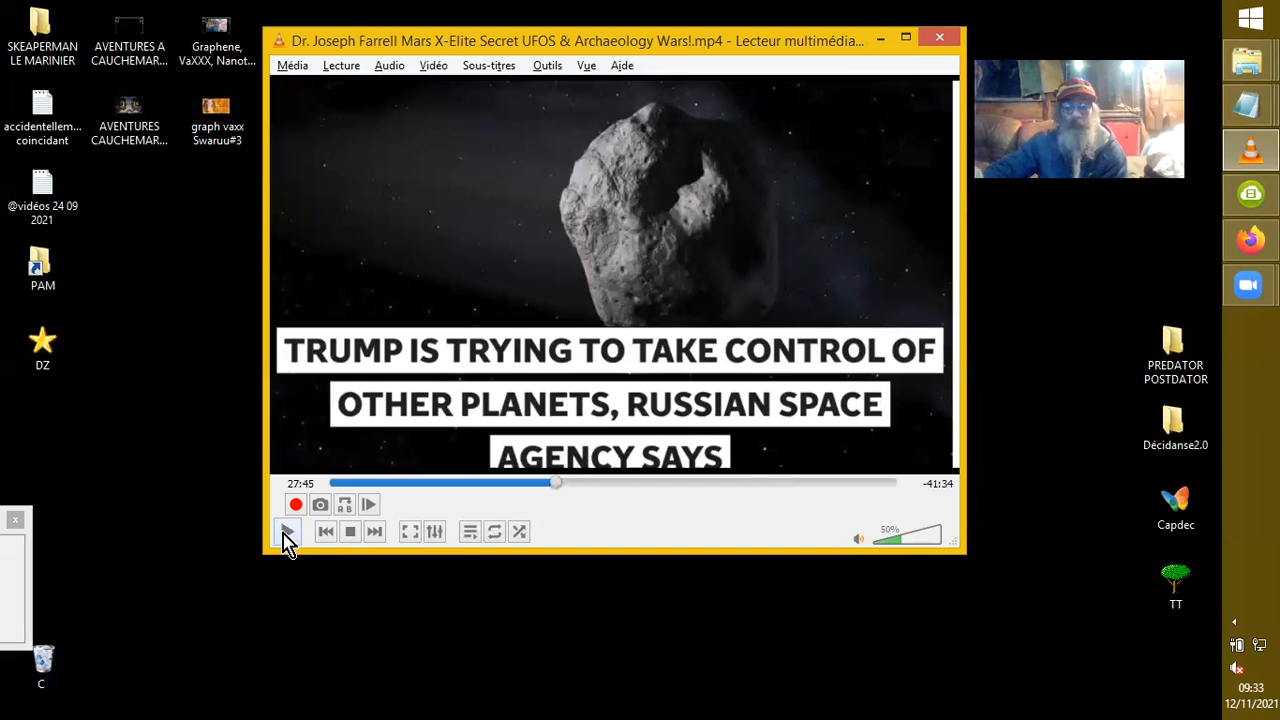 SKEAPERMAN
LE MARINIER
AVENTURES A
CAUCHEMAR...
Graphene,
VaXXX, Nanot...
accidentellem...
coincidant
AVENTURES
CAUCHEMAR...
graph vaxx
Swaruu#3
@vidéos 24 09
2021
PAM
DZ
C
Dr. Joseph Farrell Mars X-Elite Secret UFOS & Archaeology Wars!.mp4 - Lecteur multimédia...
Média Lecture Audio Vidéo Sous-titres Outils Vue Aide
TRUMP IS TRYING TO TAKE CONTROL OF
OTHER PLANETS, RUSSIAN SPACE
AGENCY SAYS
27:45
-41:34
A B
50%
PREDATOR
POSTDATOR
Décidanse2.0
Capdec
TT
09:33
12/11/2021